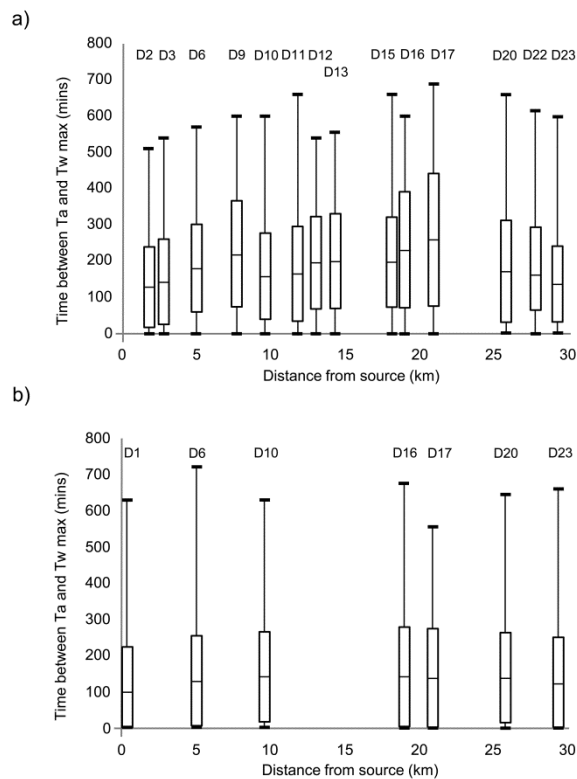 a)
800
700
600
500
400
300
200
100
0
Time between Ta and Tw max (mins)
D2 D3 D6 D9 D10 D11 D12 D13 D15 D16 D17 D20 D22 D23
0 5 10 15 20 25 30
Distance from source (km)
b)
800
700
600
500
400
300
200
100
0
Time between Ta and Tw max (mins)
D1 D6 D10 D16 D17 D20 D23
0 5 10 15 20 25 30
Distance from source (km)